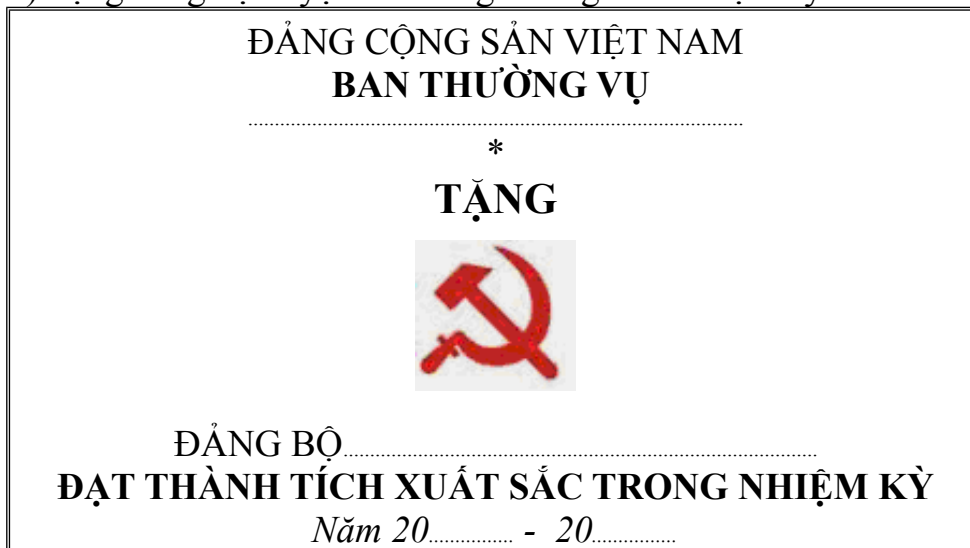 ĐẢNG CỘNG SẢN VIỆT NAM
BAN THƯỜNG VỤ
................................................................................................
*
TẶNG
ĐẢNG BỘ............................................................................................
ĐẠT THÀNH TÍCH XUẤT SẮC TRONG NHIỆM KỲ
Năm 20................ - 20................